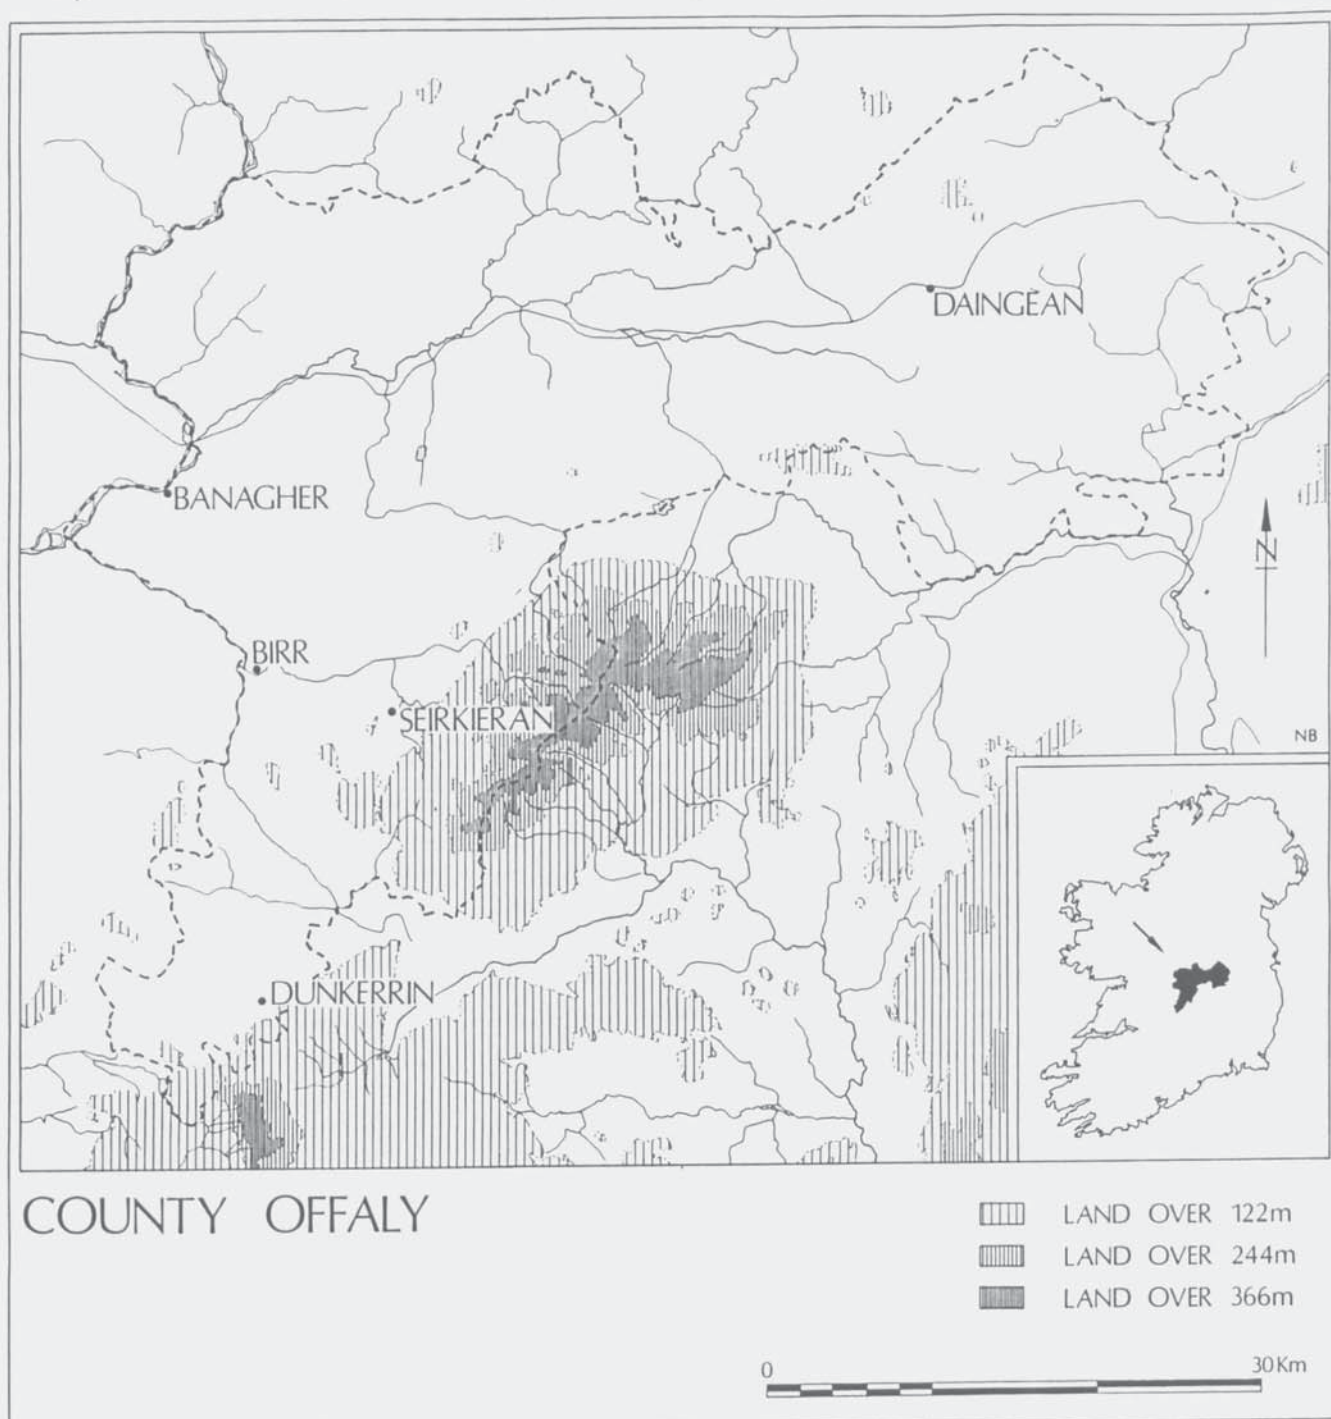 DAINGEAN
BANAGHER
BIRR
SEIRKIERAN
DUNKERRIN
N
NB
COUNTY OFFALY
LAND OVER 122m
LAND OVER 244m
LAND OVER 366m
0 30Km